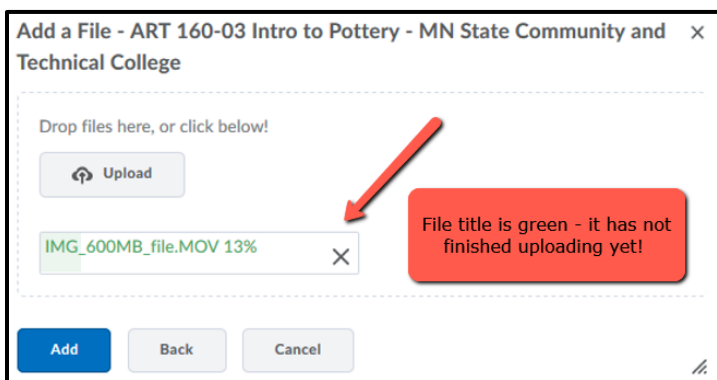 Add a File - ART 160-03 Intro to Pottery - MN State Community and
Technical College
Drop files here, or click below!
Upload
IMG_600MB_file.MOV 13%
File title is green - it has not
finished uploading yet!
Add
Back
Cancel